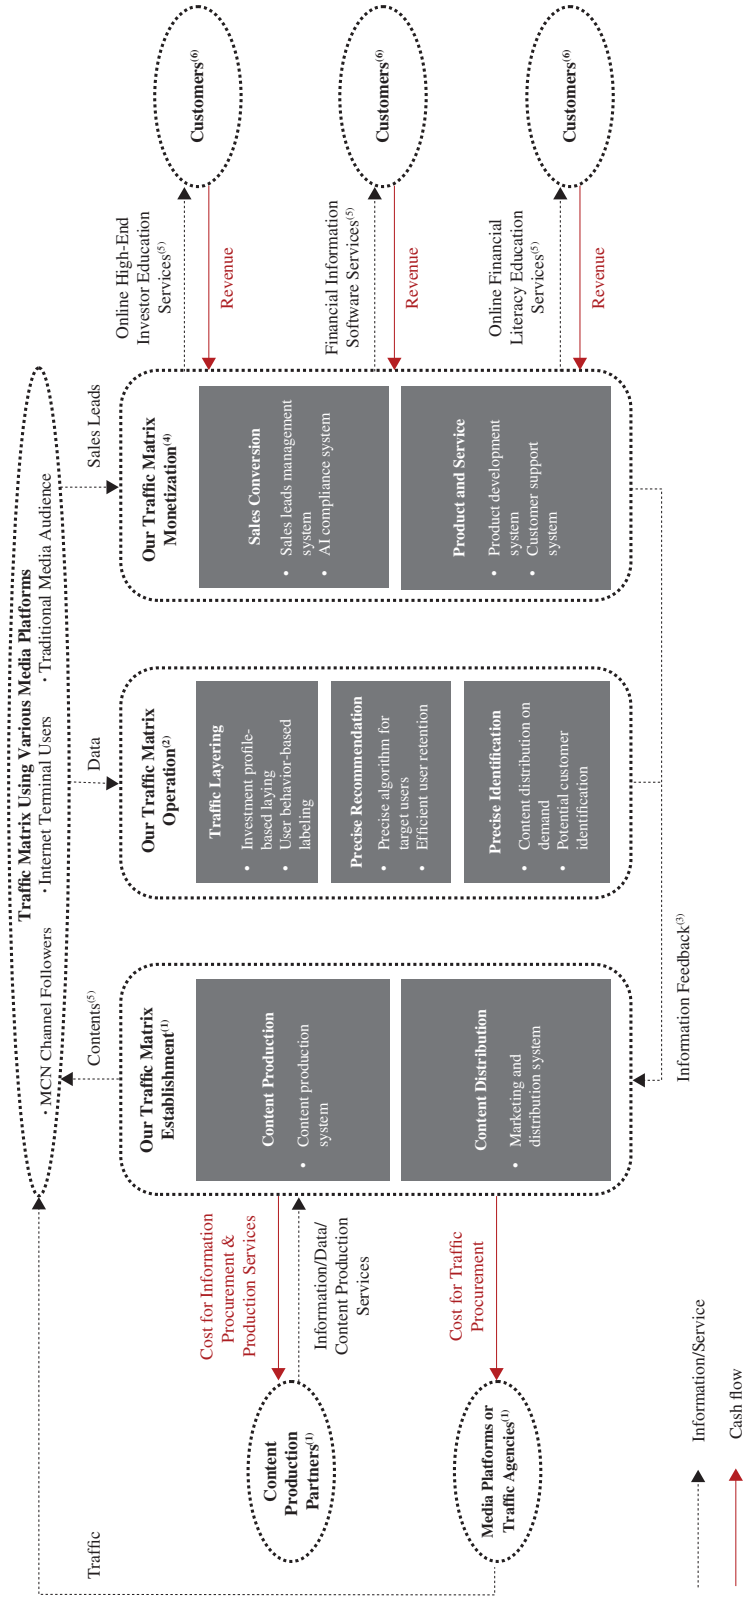 Traffic Matrix Using Various Media Platforms
• MCN Channel Followers
• Internet Terminal Users
• Traditional Media Audience
Traffic
Contents(5)
Data
Sales Leads
Content
Production
Partners(1)
Cost for Information
Procurement &
Production Services
Information/Data/
Content Production
Services
Media Platforms or
Traffic Agencies(1)
Cost for Traffic
Procurement
Our Traffic Matrix
Establishment(1)
Content Production
• Content production
system
Content Distribution
• Marketing and
distribution system
Our Traffic Matrix
Operation(2)
Traffic Layering
• Investment profile-
based laying
• User behavior-based
labeling
Precise Recommendation
• Precise algorithm for
target users
• Efficient user retention
Precise Identification
• Content distribution on
demand
• Potential customer
identification
Our Traffic Matrix
Monetization(4)
Sales Conversion
• Sales leads management
system
• AI compliance system
Product and Service
• Product development
system
• Customer support
system
Online High-End
Investor Education
Services(5)
Revenue
Customers(6)
Financial Information
Software Services(5)
Revenue
Customers(6)
Online Financial
Literacy Education
Services(5)
Revenue
Customers(6)
Information Feedback(3)
Information/Service
Cash flow